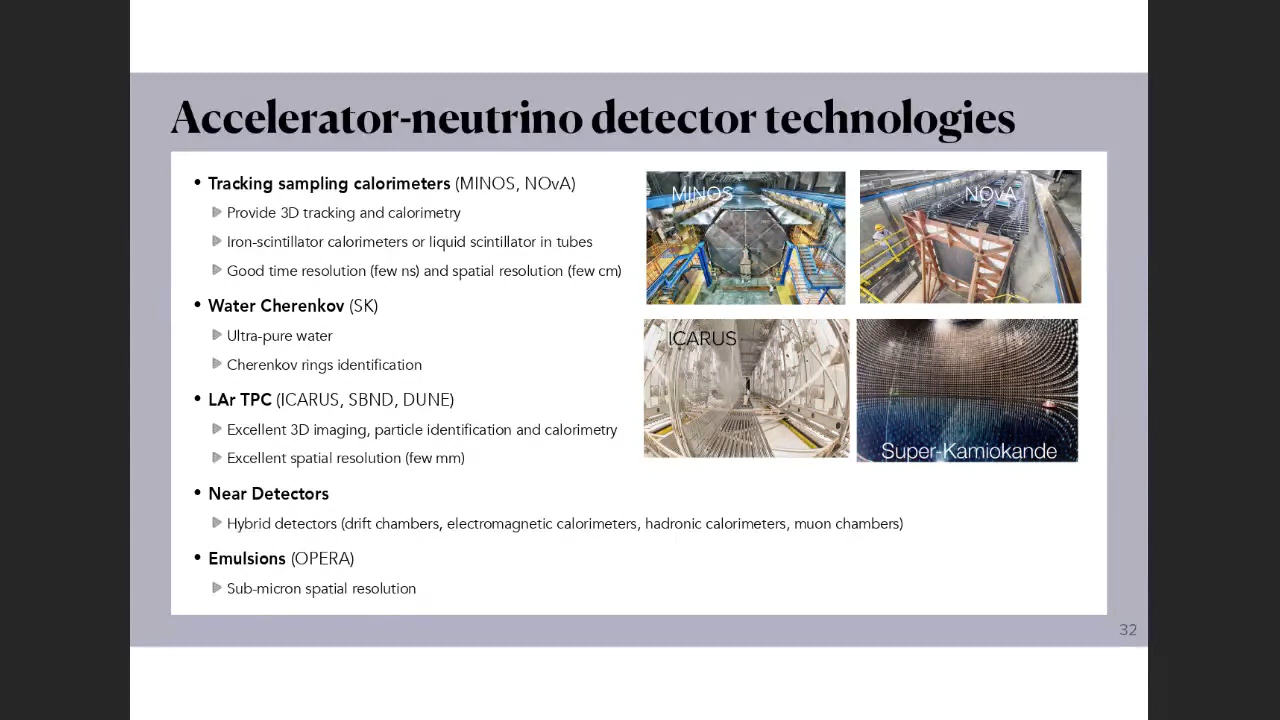 Accelerator-neutrino detector technologies
• Tracking sampling calorimeters (MINOS, NOvA)
Provide 3D tracking and calorimetry
Iron-scintillator calorimeters or liquid scintillator in tubes
Good time resolution (few ns) and spatial resolution (few cm)
• Water Cherenkov (SK)
Ultra-pure water
Cherenkov rings identification
• LAr TPC (ICARUS, SBND, DUNE)
Excellent 3D imaging, particle identification and calorimetry
Excellent spatial resolution (few mm)
• Near Detectors
Hybrid detectors (drift chambers, electromagnetic calorimeters, hadronic calorimeters, muon chambers)
• Emulsions (OPERA)
Sub-micron spatial resolution
MINOS
NOvA
ICARUS
Super-Kamiokande
32